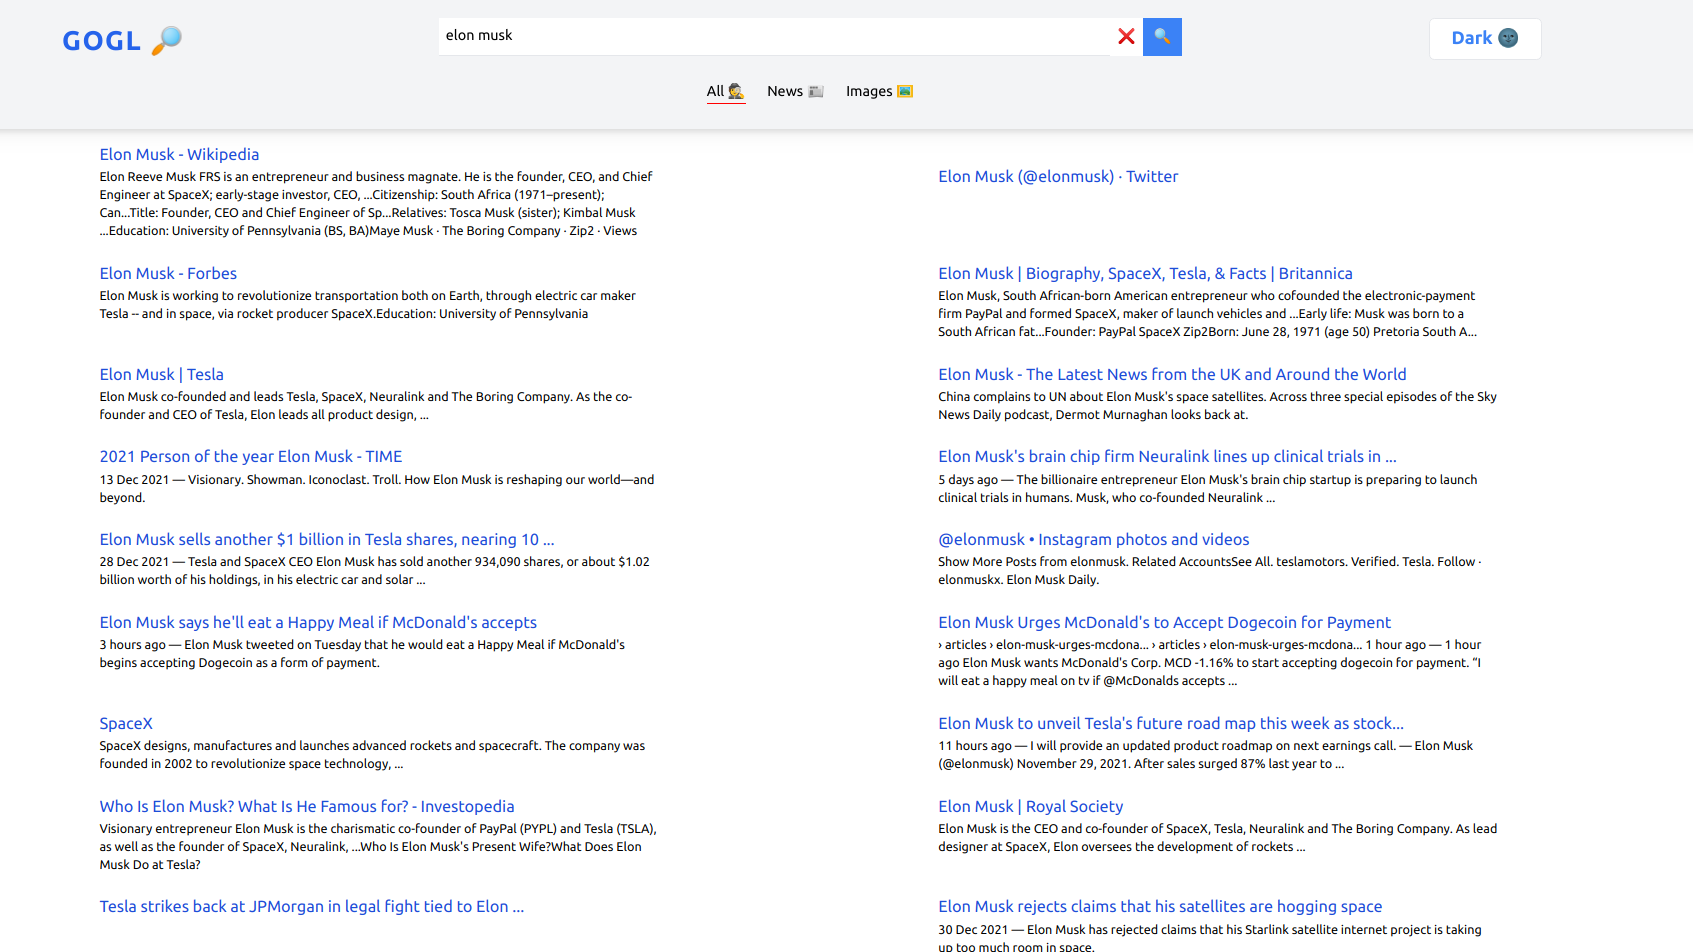 GOGL
elon musk
Dark
All
News
Images
Elon Musk - Wikipedia
Elon Reeve Musk FRS is an entrepreneur and business magnate. He is the founder, CEO, and Chief
Engineer at SpaceX; early-stage investor, CEO, ...Citizenship: South Africa (1971–present);
Can...Title: Founder, CEO and Chief Engineer of Sp...Relatives: Tosca Musk (sister); Kimbal Musk
...Education: University of Pennsylvania (BS, BA)Maye Musk · The Boring Company · Zip2 · Views
Elon Musk (@elonmusk) · Twitter
Elon Musk - Forbes
Elon Musk is working to revolutionize transportation both on Earth, through electric car maker
Tesla -- and in space, via rocket producer SpaceX.Education: University of Pennsylvania
Elon Musk | Biography, SpaceX, Tesla, & Facts | Britannica
Elon Musk, South African-born American entrepreneur who cofounded the electronic-payment
firm PayPal and formed SpaceX, maker of launch vehicles and ...Early life: Musk was born to a
South African fat...Founder: PayPal SpaceX Zip2Born: June 28, 1971 (age 50) Pretoria South A...
Elon Musk | Tesla
Elon Musk co-founded and leads Tesla, SpaceX, Neuralink and The Boring Company. As the co-
founder and CEO of Tesla, Elon leads all product design, ...
Elon Musk - The Latest News from the UK and Around the World
China complains to UN about Elon Musk's space satellites. Across three special episodes of the Sky
News Daily podcast, Dermot Murnaghan looks back at.
2021 Person of the year Elon Musk - TIME
13 Dec 2021 — Visionary. Showman. Iconoclast. Troll. How Elon Musk is reshaping our world—and
beyond.
Elon Musk's brain chip firm Neuralink lines up clinical trials in ...
5 days ago — The billionaire entrepreneur Elon Musk's brain chip startup is preparing to launch
clinical trials in humans. Musk, who co-founded Neuralink ...
Elon Musk sells another $1 billion in Tesla shares, nearing 10 ...
28 Dec 2021 — Tesla and SpaceX CEO Elon Musk has sold another 934,090 shares, or about $1.02
billion worth of his holdings, in his electric car and solar ...
@elonmusk • Instagram photos and videos
Show More Posts from elonmusk. Related AccountsSee All. teslamotors. Verified. Tesla. Follow ·
elonmuskx. Elon Musk Daily.
Elon Musk says he'll eat a Happy Meal if McDonald's accepts
3 hours ago — Elon Musk tweeted on Tuesday that he would eat a Happy Meal if McDonald's
begins accepting Dogecoin as a form of payment.
Elon Musk Urges McDonald's to Accept Dogecoin for Payment
› articles › elon-musk-urges-mcdona... › articles › elon-musk-urges-mcdona... 1 hour ago — 1 hour
ago Elon Musk wants McDonald's Corp. MCD -1.16% to start accepting dogecoin for payment. “I
will eat a happy meal on tv if @McDonalds accepts ...
SpaceX
SpaceX designs, manufactures and launches advanced rockets and spacecraft. The company was
founded in 2002 to revolutionize space technology, ...
Elon Musk to unveil Tesla's future road map this week as stock...
11 hours ago — I will provide an updated product roadmap on next earnings call. — Elon Musk
(@elonmusk) November 29, 2021. After sales surged 87% last year to ...
Who Is Elon Musk? What Is He Famous for? - Investopedia
Visionary entrepreneur Elon Musk is the charismatic co-founder of PayPal (PYPL) and Tesla (TSLA),
as well as the founder of SpaceX, Neuralink, ...Who Is Elon Musk's Present Wife?What Does Elon
Musk Do at Tesla?
Elon Musk | Royal Society
Elon Musk is the CEO and co-founder of SpaceX, Tesla, Neuralink and The Boring Company. As lead
designer at SpaceX, Elon oversees the development of rockets ...
Tesla strikes back at JPMorgan in legal fight tied to Elon ...
Elon Musk rejects claims that his satellites are hogging space
30 Dec 2021 — Elon Musk has rejected claims that his Starlink satellite internet project is taking
up too much room in space.